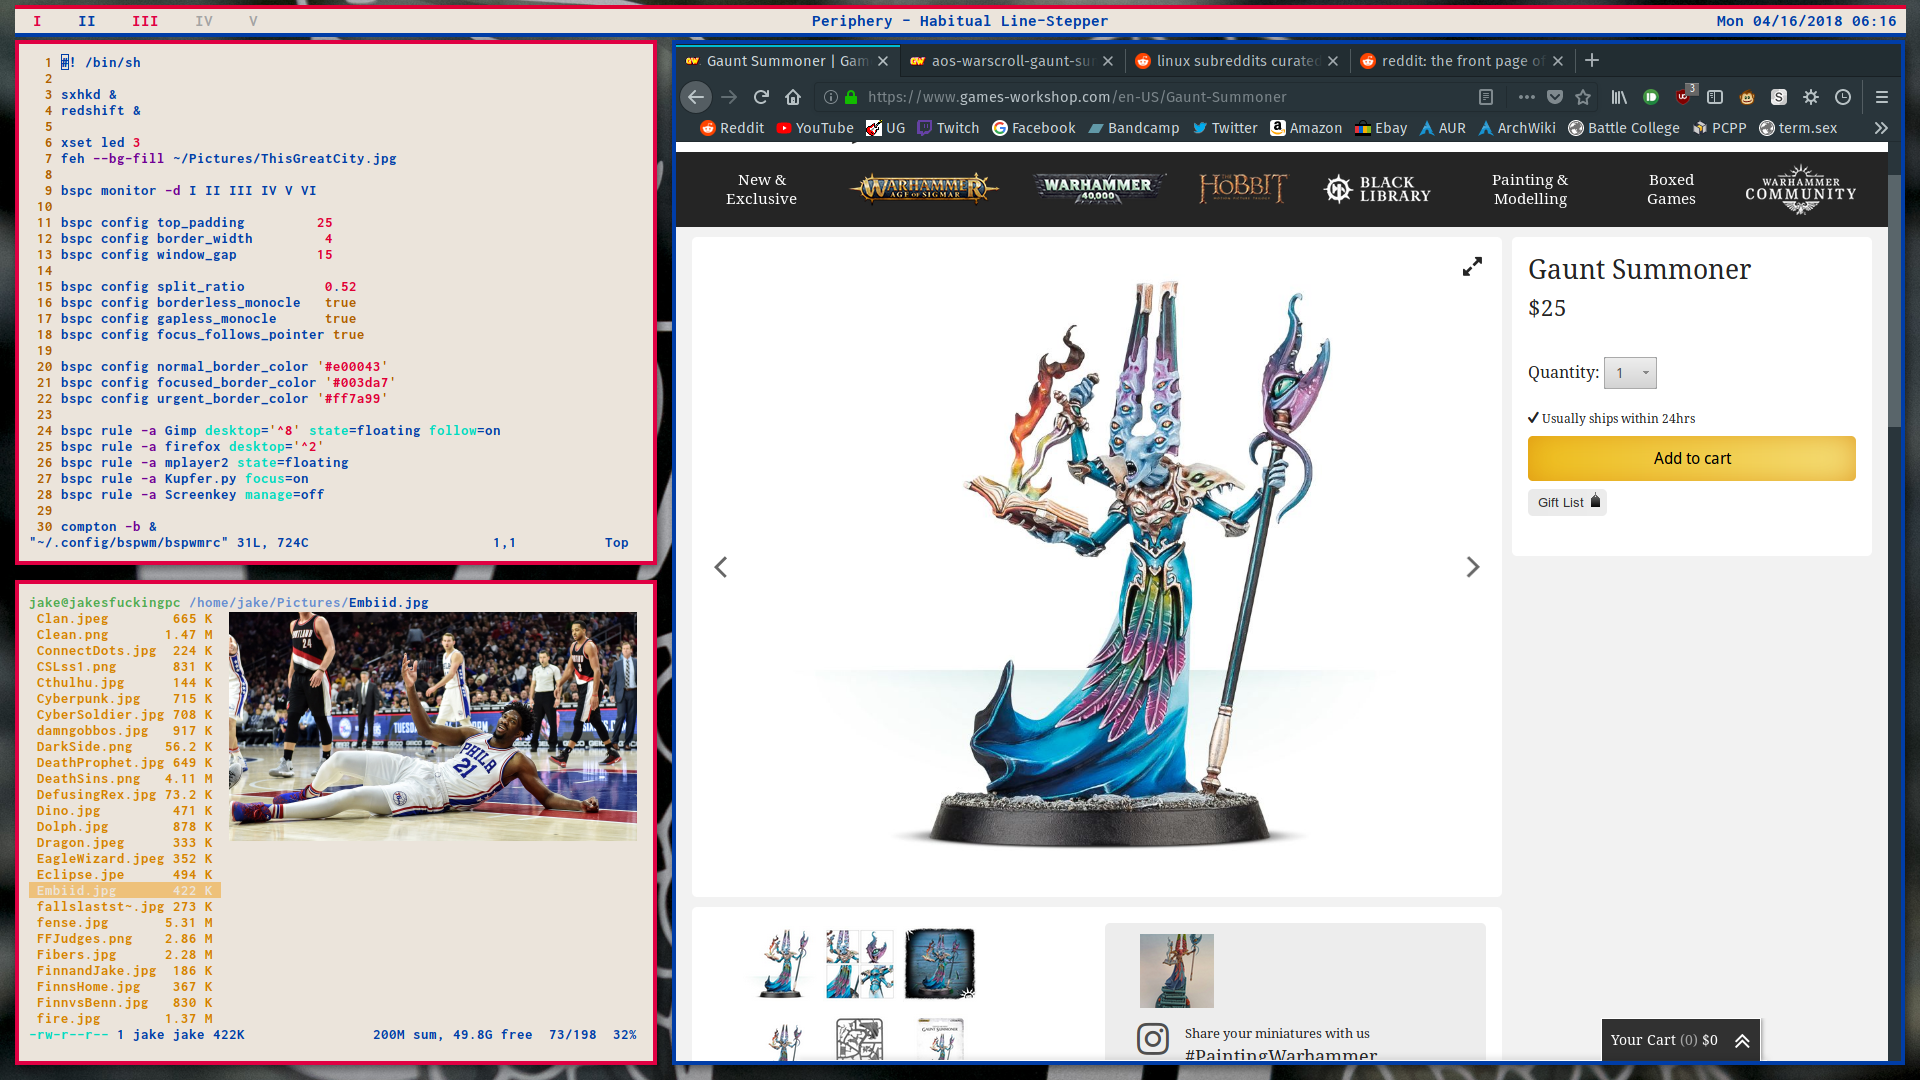 I II III IV V
Periphery - Habitual Line-Stepper
Mon 04/16/2018 06:16
1 #! /bin/sh
2
3 sxhkd &
4 redshift &
5
6 xset led 3
7 feh --bg-fill ~/Pictures/ThisGreatCity.jpg
8
9 bspc monitor -d I II III IV V VI
10
11 bspc config top_padding 25
12 bspc config border_width 4
13 bspc config window_gap 15
14
15 bspc config split_ratio 0.52
16 bspc config borderless_monocle true
17 bspc config gapless_monocle true
18 bspc config focus_follows_pointer true
19
20 bspc config normal_border_color '#e00043'
21 bspc config focused_border_color '#003da7'
22 bspc config urgent_border_color '#ff7a99'
23
24 bspc rule -a Gimp desktop='^8' state=floating follow=on
25 bspc rule -a firefox desktop='^2'
26 bspc rule -a mplayer2 state=floating
27 bspc rule -a Kupfer.py focus=on
28 bspc rule -a Screenkey manage=off
29
30 compton -b &
"~/.config/bspwm/bspwmrc" 31L, 724C 1,1 Top
jake@jakesfuckingpc /home/jake/Pictures/Embiid.jpg
Clan.jpeg 665 K
Clean.png 1.47 M
ConnectDots.jpg 224 K
CSLss1.png 831 K
Cthulhu.jpg 144 K
Cyberpunk.jpg 715 K
CyberSoldier.jpg 708 K
damngobbos.jpg 917 K
DarkSide.png 56.2 K
DeathProphet.jpg 649 K
DeathSins.png 4.11 M
DefusingRex.jpg 73.2 K
Dino.jpg 471 K
Dolph.jpg 878 K
Dragon.jpeg 333 K
EagleWizard.jpeg 352 K
Eclipse.jpe 494 K
Embiid.jpg 422 K
fallslastst~.jpg 273 K
fense.jpg 5.31 M
FFJudges.png 2.86 M
Fibers.jpg 2.28 M
FinnandJake.jpg 186 K
FinnsHome.jpg 367 K
FinnvsBenn.jpg 830 K
fire.jpg 1.37 M
-rw-r--r-- 1 jake jake 422K 200M sum, 49.8G free 73/198 32%
24
TUESD
PHILA
21
Gaunt Summoner | Gam
aos-warscroll-gaunt-sur
linux subreddits curated
reddit: the front page of
https://www.games-workshop.com/en-US/Gaunt-Summoner
3
S
Reddit YouTube UG Twitch Facebook Bandcamp Twitter Amazon Ebay AUR ArchWiki Battle College PCPP term.sex
New &
Exclusive
WARHAMMER
AGE OF SIGMAR
WARHAMMER
40,000
THE HOBBIT
BLACK
LIBRARY
Painting &
Modelling
Boxed
Games
WARHAMMER
COMMUNITY
Gaunt Summoner
$25
Quantity: 1
Usually ships within 24hrs
Add to cart
Gift List
GAUNT SUMMONER
Share your miniatures with us
#PaintingWarhammer
Your Cart (0) $0